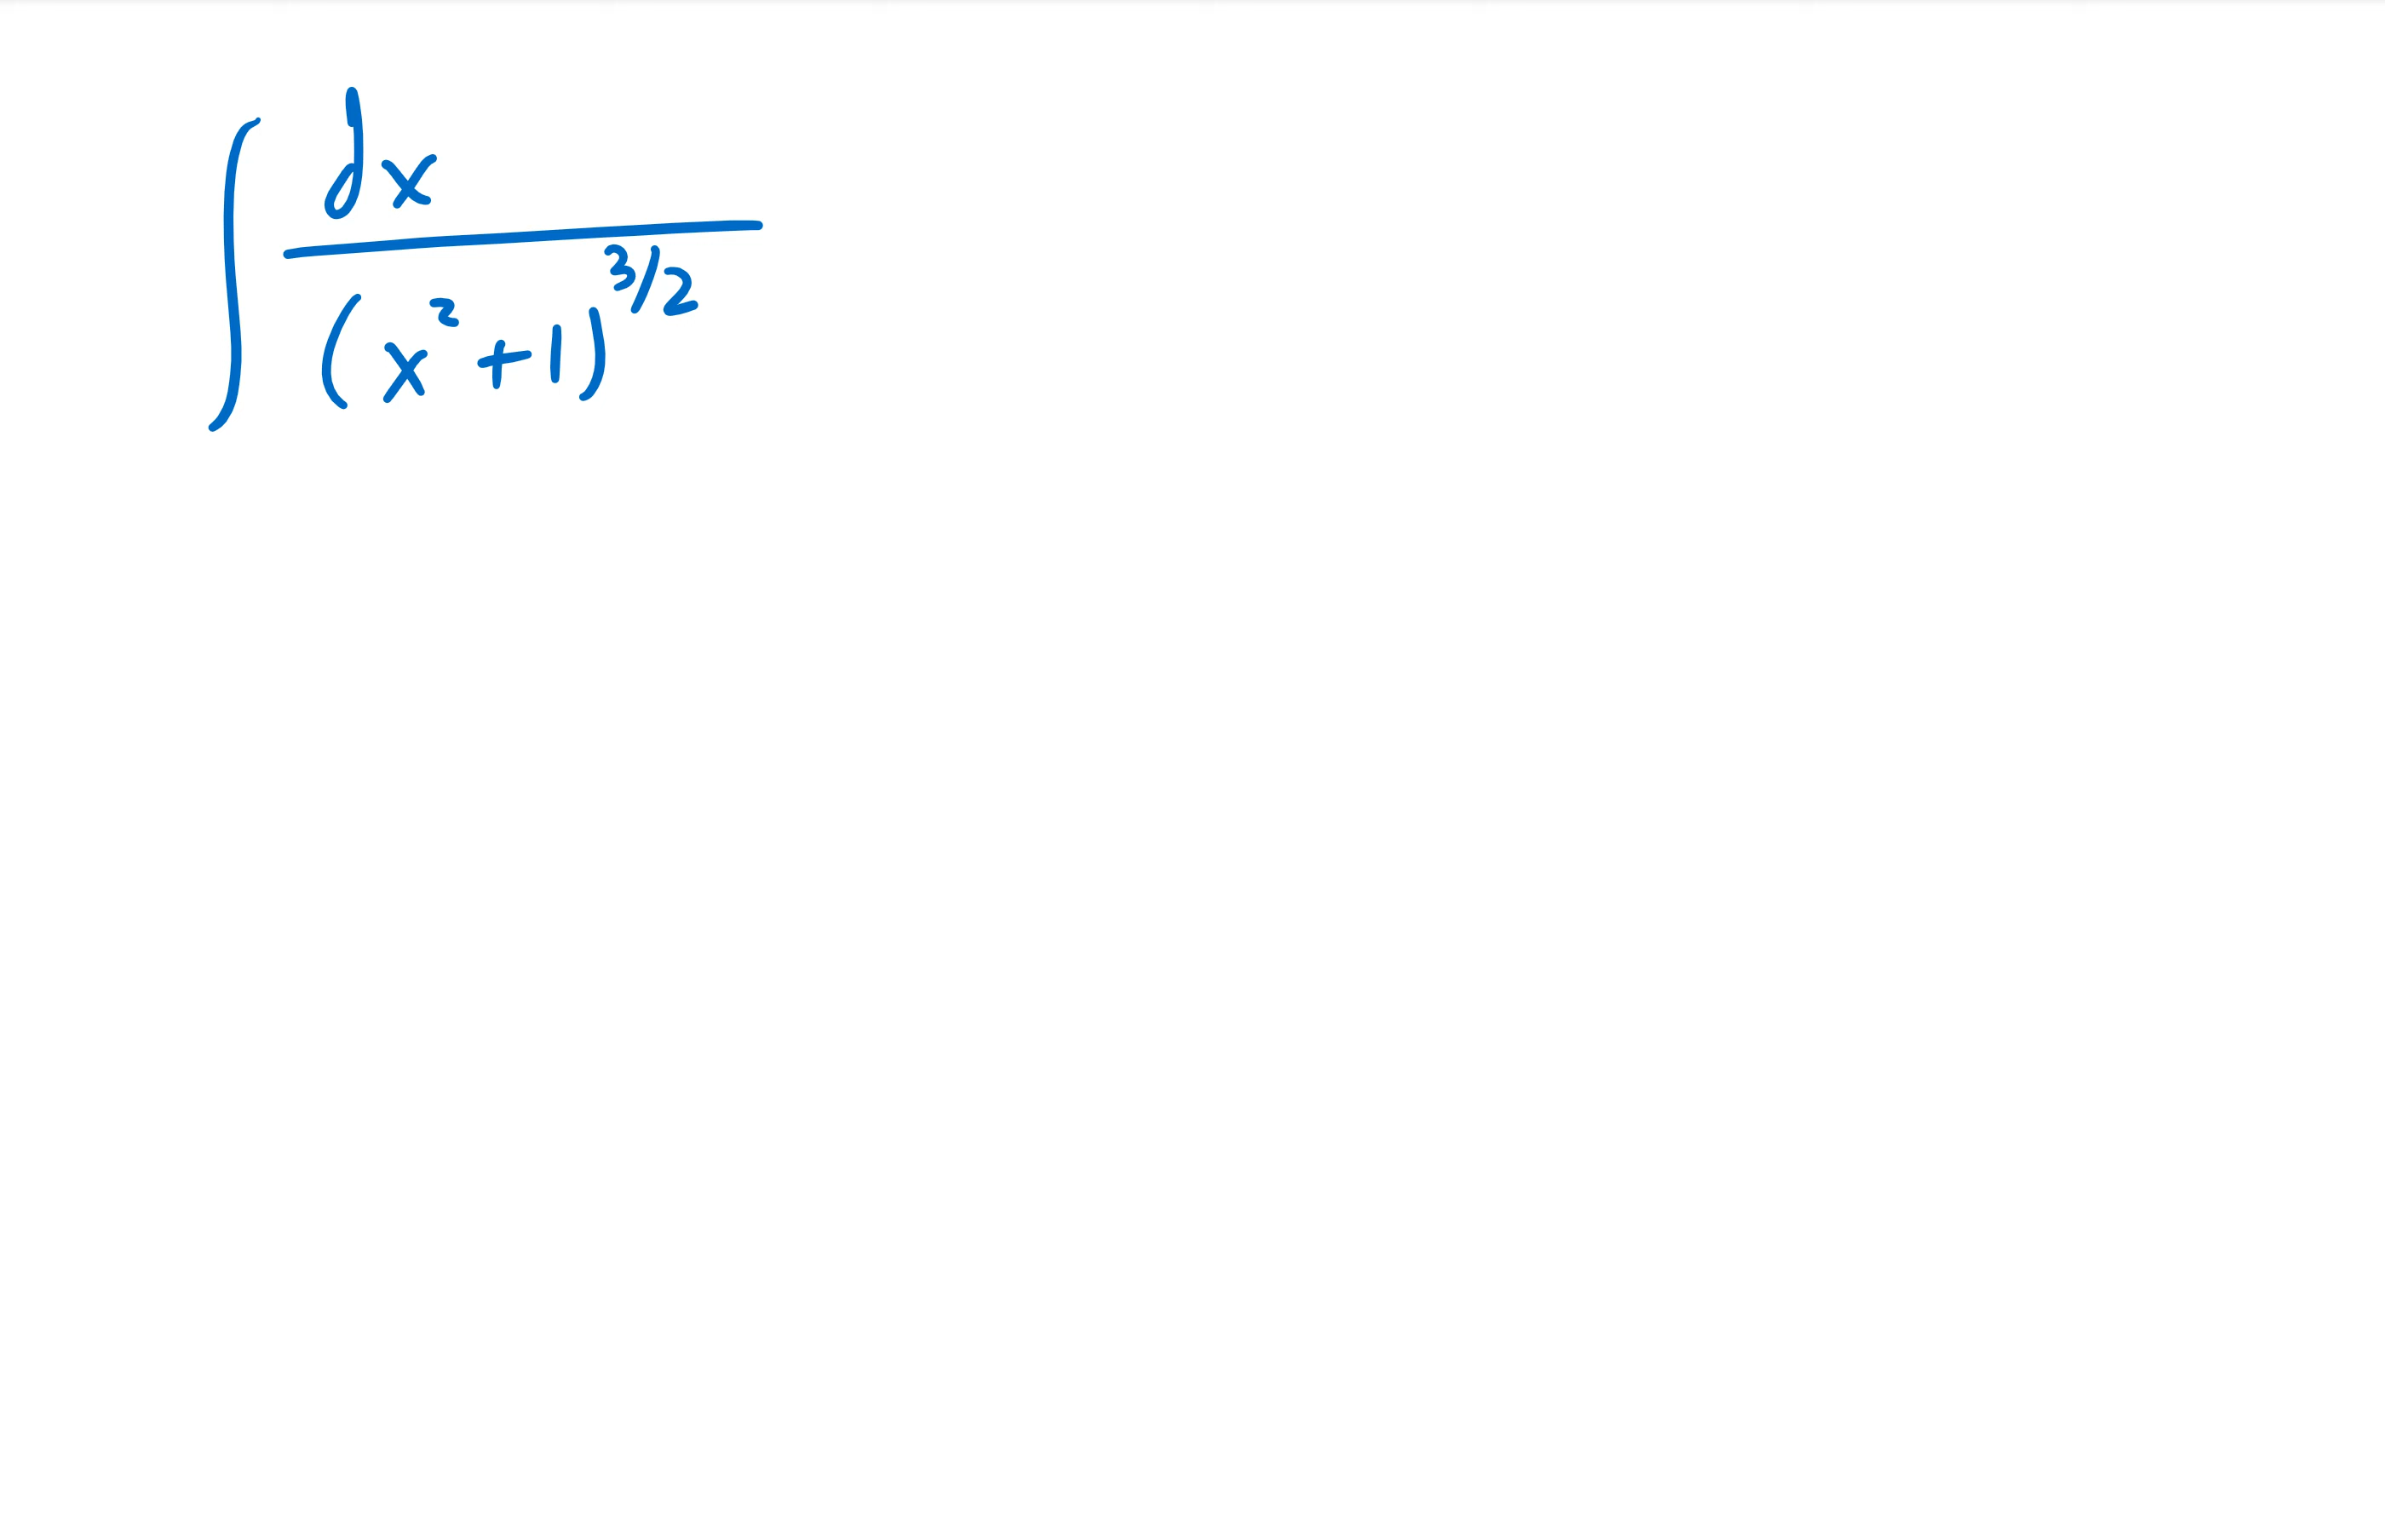 ∫ dx / (x² + 1)^(3/2)